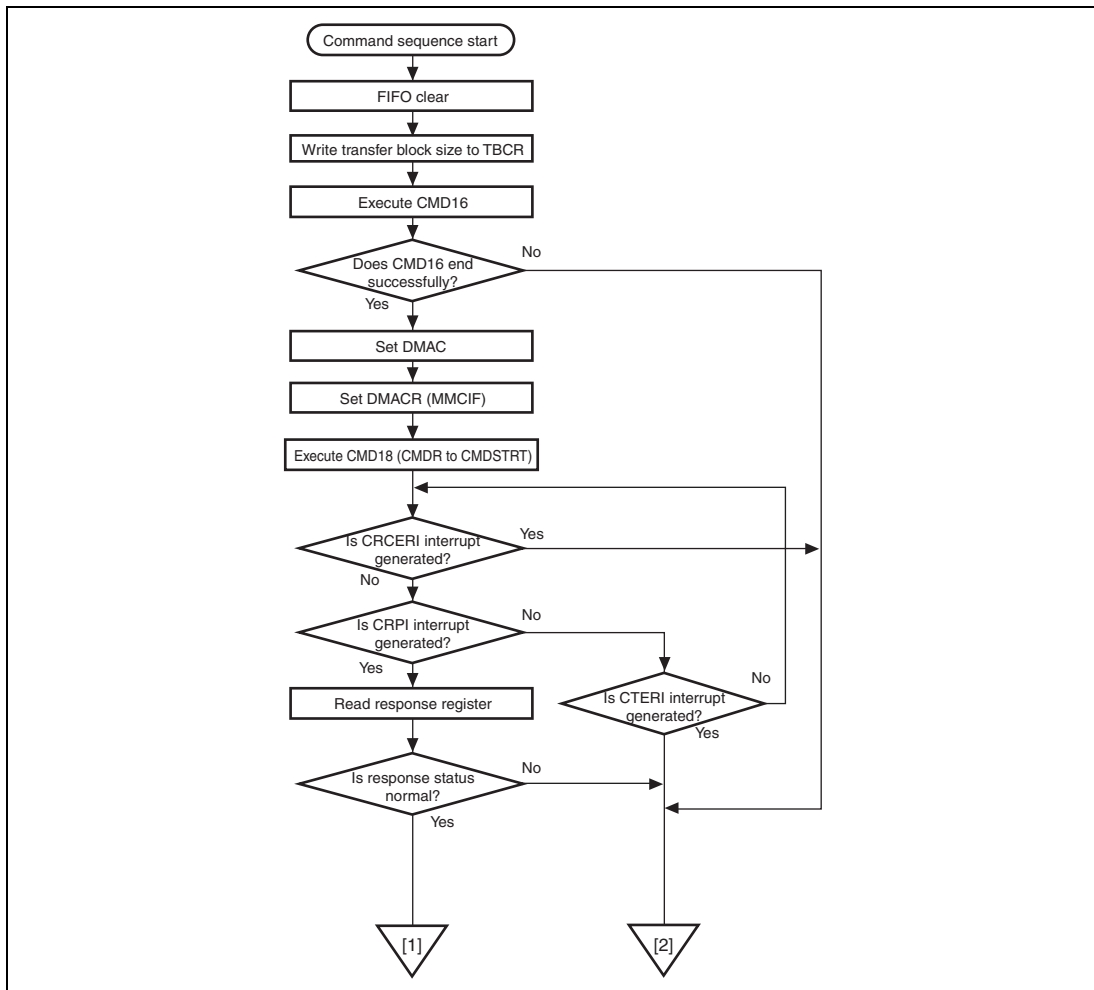 Command sequence start
FIFO clear
Write transfer block size to TBCR
Execute CMD16
No
Does CMD16 end
successfully?
Yes
Set DMAC
Set DMACR (MMCIF)
Execute CMD18 (CMDR to CMDSTRT)
Is CRCERI interrupt
generated?
Yes
No
Is CRPI interrupt
generated?
No
Yes
Read response register
Is CTERI interrupt
generated?
No
Yes
Is response status
normal?
No
Yes
[1]
[2]